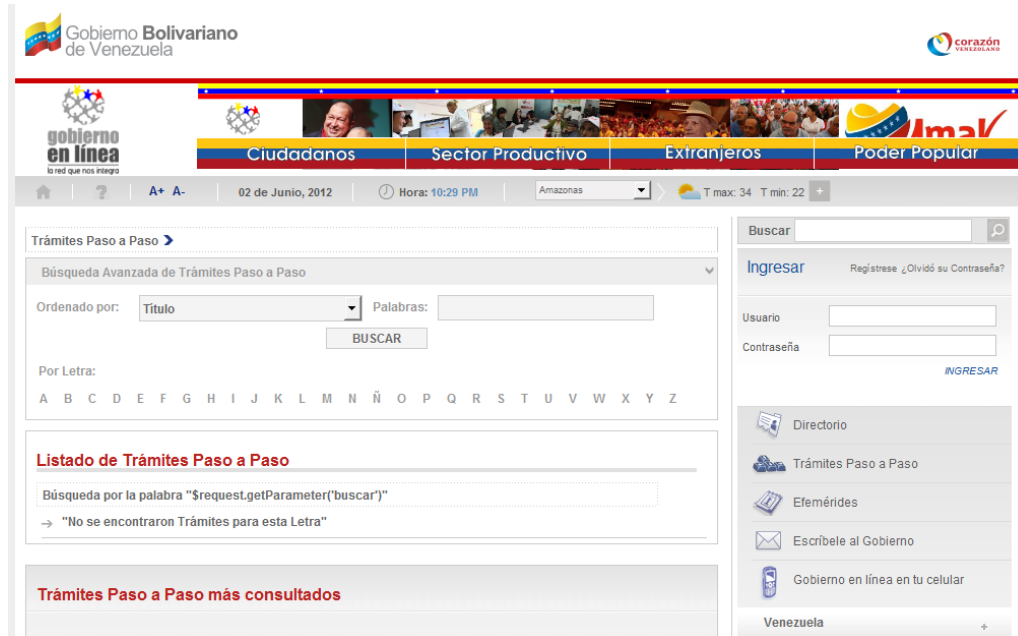 Gobierno Bolivariano
de Venezuela
corazón
VENEZOLANO
gobierno
en línea
la red que nos integra
Ciudadanos
Sector Productivo
Extranjeros
Poder Popular
A+ A-
02 de Junio, 2012
Hora: 10:29 PM
Amazonas
T max: 34 T min: 22 +
Trámites Paso a Paso
Búsqueda Avanzada de Trámites Paso a Paso
Ordenado por:
Título
Palabras:
BUSCAR
Por Letra:
A B C D E F G H I J K L M N Ñ O P Q R S T U V W X Y Z
Listado de Trámites Paso a Paso
Búsqueda por la palabra "$request.getParameter('buscar')"
"No se encontraron Trámites para esta Letra"
Trámites Paso a Paso más consultados
Buscar
Ingresar
Regístrese ¿Olvidó su Contraseña?
Usuario
Contraseña
INGRESAR
Directorio
Trámites Paso a Paso
Efemérides
Escríbele al Gobierno
Gobierno en línea en tu celular
Venezuela +